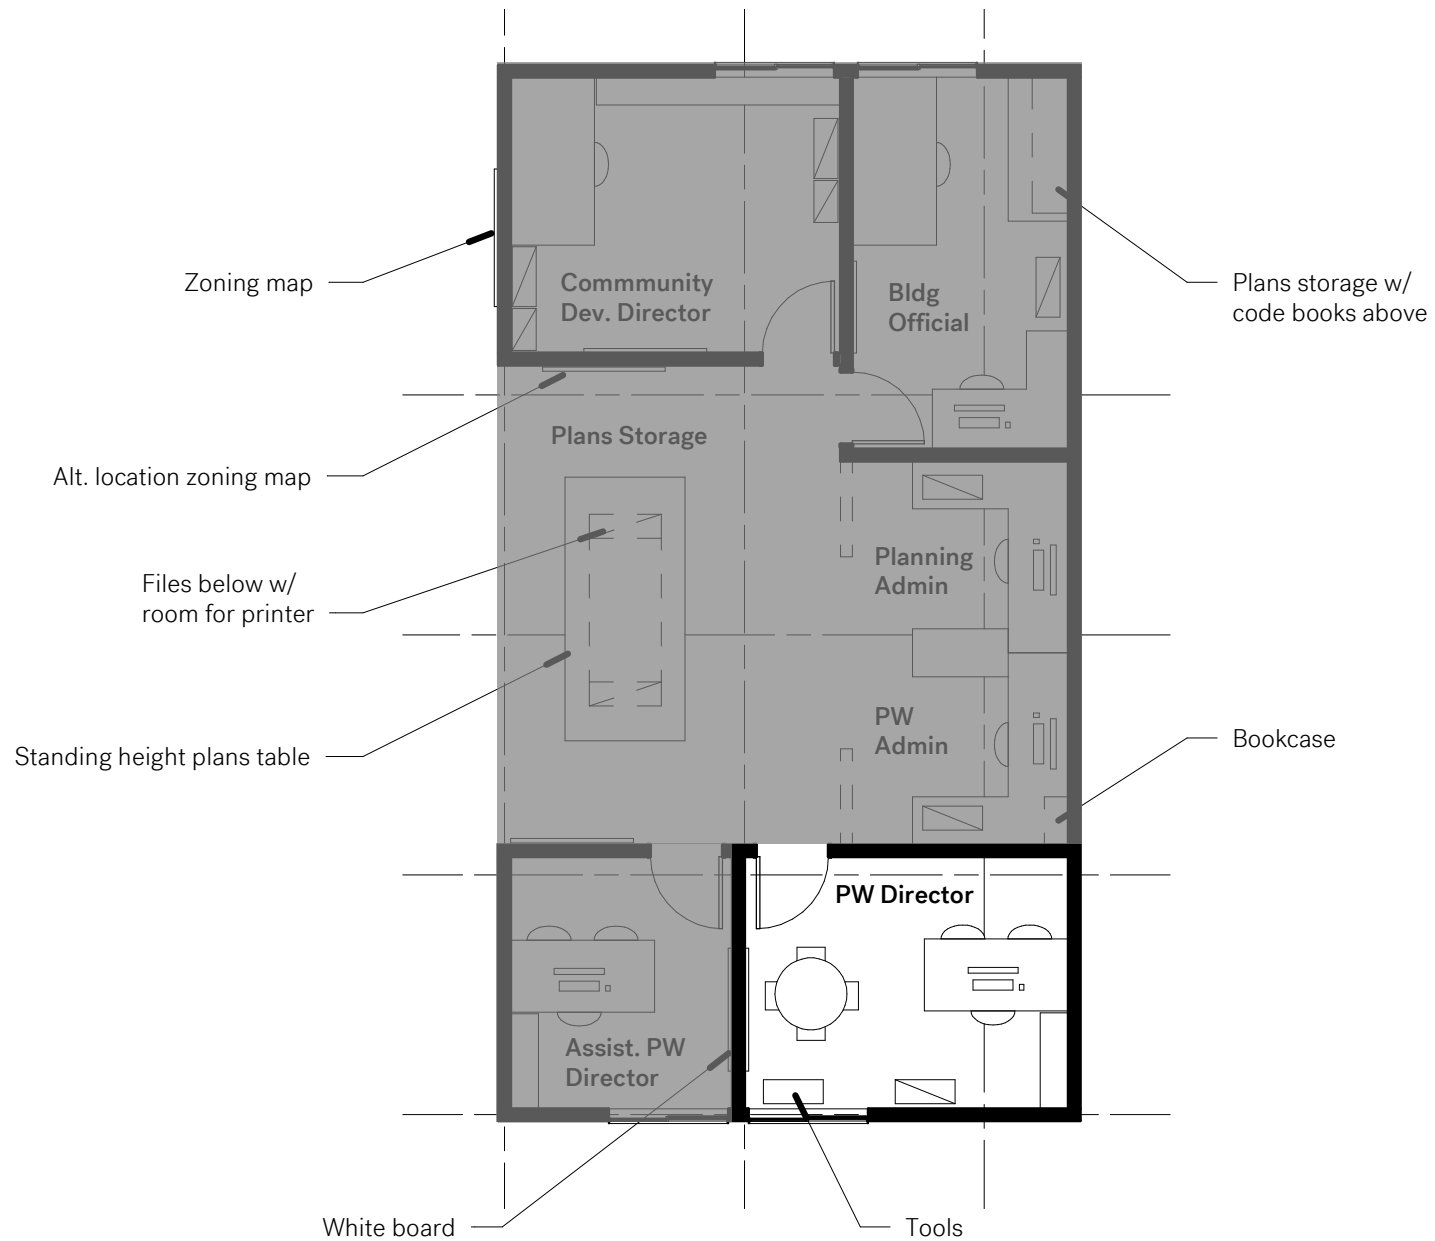 Zoning map
Commmunity
Dev. Director
Bldg
Official
Plans storage w/
code books above
Alt. location zoning map
Plans Storage
Files below w/
room for printer
Planning
Admin
Standing height plans table
PW
Admin
Bookcase
PW Director
Assist. PW
Director
White board
Tools